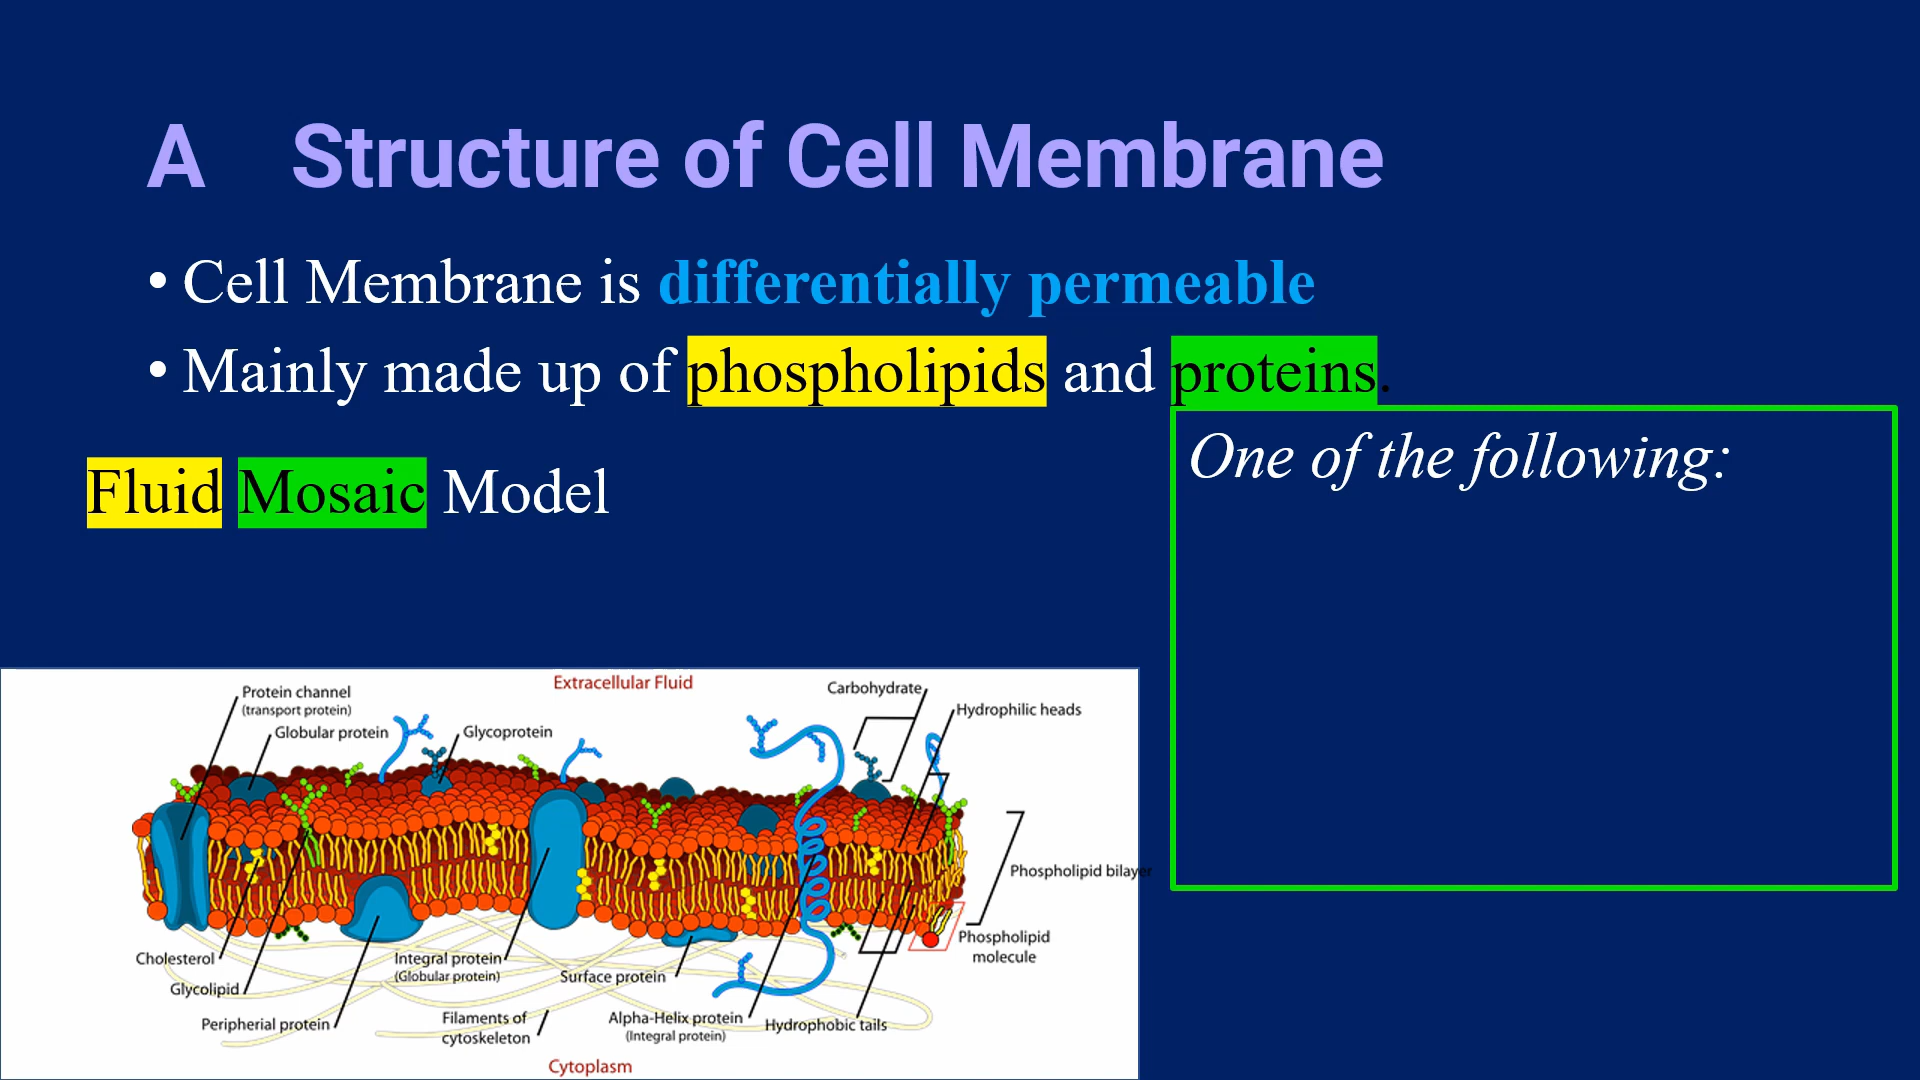 A Structure of Cell Membrane
• Cell Membrane is differentially permeable
• Mainly made up of phospholipids and proteins.
Fluid Mosaic Model
One of the following:
Extracellular Fluid
Protein channel
(transport protein)
Globular protein
Glycoprotein
Carbohydrate
Hydrophilic heads
Phospholipid bilayer
Phospholipid
molecule
Cholesterol
Glycolipid
Peripherial protein
Integral protein
(Globular protein)
Filaments of
cytoskeleton
Surface protein
Alpha-Helix protein
(Integral protein)
Hydrophobic tails
Cytoplasm